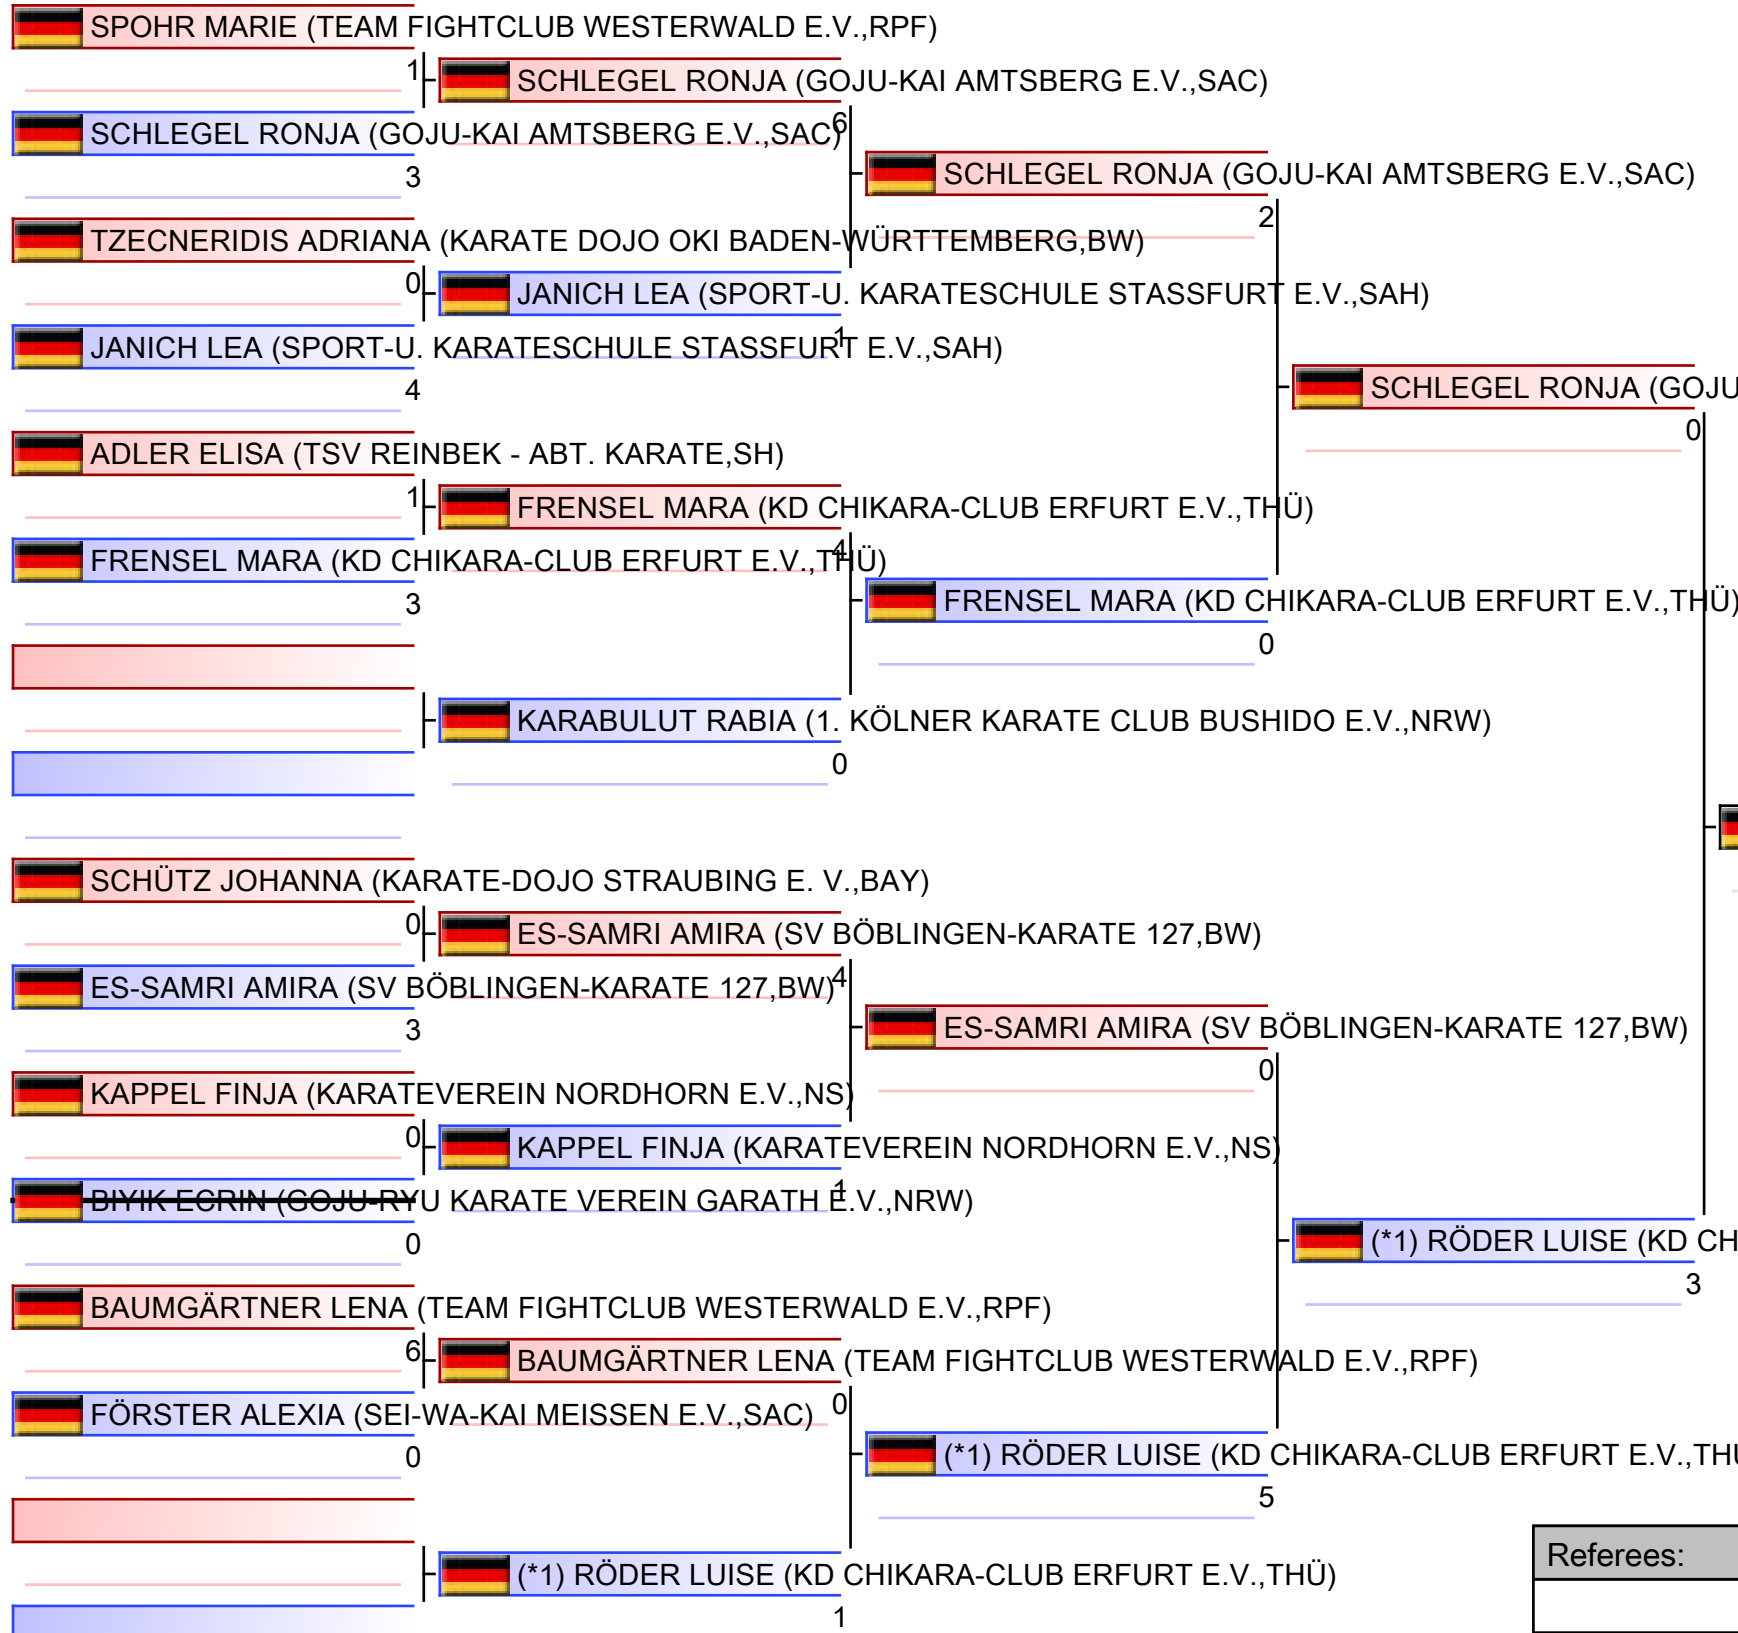 SPOHR MARIE (TEAM FIGHTCLUB WESTERWALD E.V.,RPF)
1
SCHLEGEL RONJA (GOJU-KAI AMTSBERG E.V.,SAC)
6
SCHLEGEL RONJA (GOJU-KAI AMTSBERG E.V.,SAC)
3
SCHLEGEL RONJA (GOJU-KAI AMTSBERG E.V.,SAC)
2
TZECNERIDIS ADRIANA (KARATE DOJO OKI BADEN-WÜRTTEMBERG,BW)
0
JANICH LEA (SPORT-U. KARATESCHULE STASSFURT E.V.,SAH)
1
JANICH LEA (SPORT-U. KARATESCHULE STASSFURT E.V.,SAH)
4
SCHLEGEL RONJA (GOJU
0
ADLER ELISA (TSV REINBEK - ABT. KARATE,SH)
1
FRENSEL MARA (KD CHIKARA-CLUB ERFURT E.V.,THÜ)
4
FRENSEL MARA (KD CHIKARA-CLUB ERFURT E.V.,THÜ)
3
FRENSEL MARA (KD CHIKARA-CLUB ERFURT E.V.,THÜ)
0
KARABULUT RABIA (1. KÖLNER KARATE CLUB BUSHIDO E.V.,NRW)
0
SCHÜTZ JOHANNA (KARATE-DOJO STRAUBING E. V.,BAY)
0
ES-SAMRI AMIRA (SV BÖBLINGEN-KARATE 127,BW)
4
ES-SAMRI AMIRA (SV BÖBLINGEN-KARATE 127,BW)
3
ES-SAMRI AMIRA (SV BÖBLINGEN-KARATE 127,BW)
0
KAPPEL FINJA (KARATEVEREIN NORDHORN E.V.,NS)
0
KAPPEL FINJA (KARATEVEREIN NORDHORN E.V.,NS)
1
BIYIK ECRIN (GOJU-RYU KARATE VEREIN GARATH E.V.,NRW)
0
(*1) RÖDER LUISE (KD CH
3
BAUMGÄRTNER LENA (TEAM FIGHTCLUB WESTERWALD E.V.,RPF)
6
BAUMGÄRTNER LENA (TEAM FIGHTCLUB WESTERWALD E.V.,RPF)
0
FÖRSTER ALEXIA (SEI-WA-KAI MEISSEN E.V.,SAC)
0
(*1) RÖDER LUISE (KD CHIKARA-CLUB ERFURT E.V.,THÜ
5
(*1) RÖDER LUISE (KD CHIKARA-CLUB ERFURT E.V.,THÜ)
1
Referees: